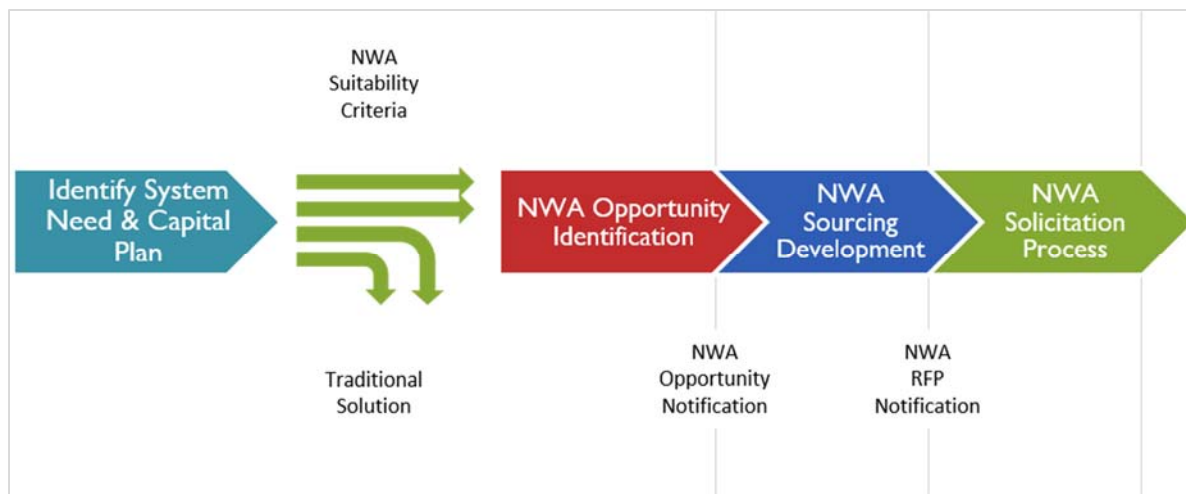 NWA
Suitability
Criteria
Identify System
Need & Capital
Plan
NWA Opportunity
Identification
NWA
Sourcing
Development
NWA
Solicitation
Process
Traditional
Solution
NWA
Opportunity
Notification
NWA
RFP
Notification